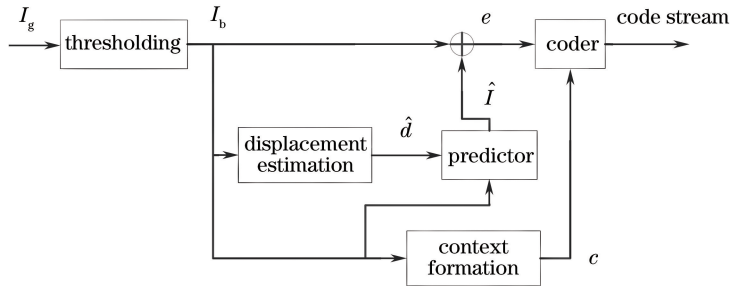 I_g
I_b
e
code stream
thresholding
coder
Î
displacement
estimation
d̂
predictor
context
formation
c